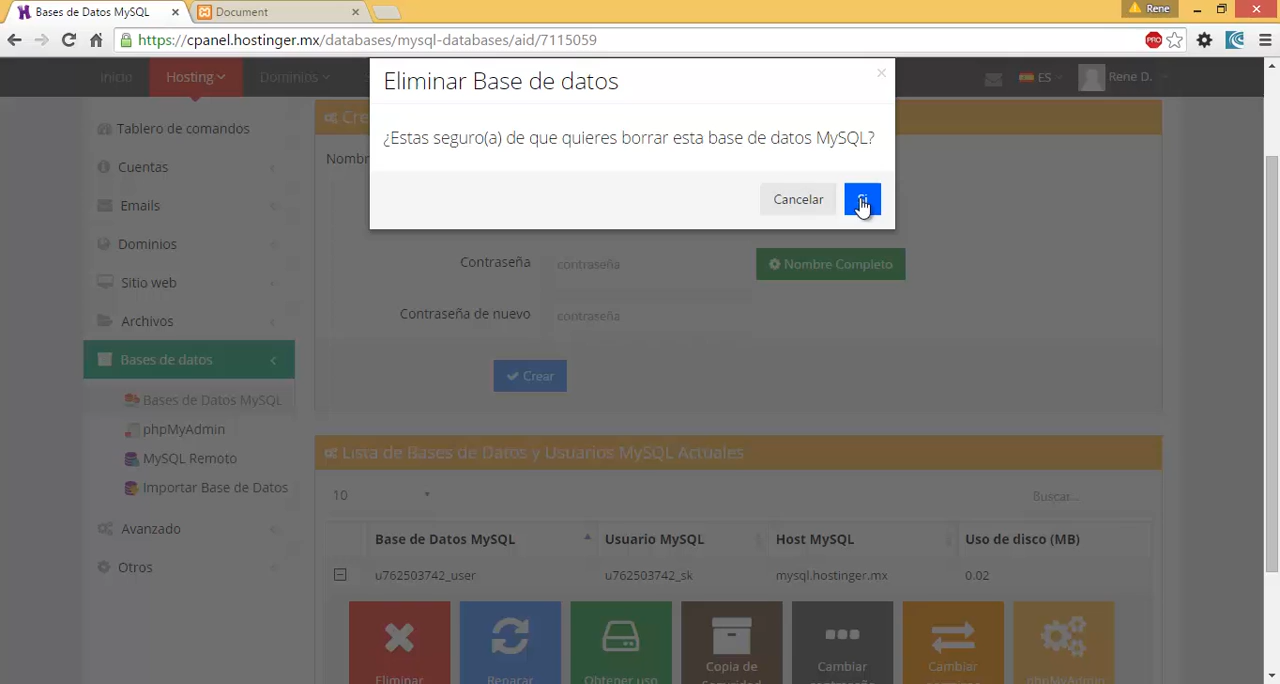 Bases de Datos MySQL
Document
Rene
https://cpanel.hostinger.mx/databases/mysql-databases/aid/7115059
PRO
Inicio
Hosting
Dominios
ES
Rene D.
Eliminar Base de datos
×
¿Estas seguro(a) de que quieres borrar esta base de datos MySQL?
Cancelar
Tablero de comandos
Cuentas
Emails
Dominios
Sitio web
Archivos
Bases de datos
Bases de Datos MySQL
phpMyAdmin
MySQL Remoto
Importar Base de Datos
Avanzado
Otros
Contraseña
contraseña
Nombre Completo
Contraseña de nuevo
contraseña
Crear
Lista de Bases de Datos y Usuarios MySQL Actuales
10
Buscar...
Base de Datos MySQL
Usuario MySQL
Host MySQL
Uso de disco (MB)
u762503742_user
u762503742_sk
mysql.hostinger.mx
0.02
Eliminar
Reparar
Obtener uso
Copia de
Seguridad
Cambiar
contraseña
Cambiar
phpMyAdmin